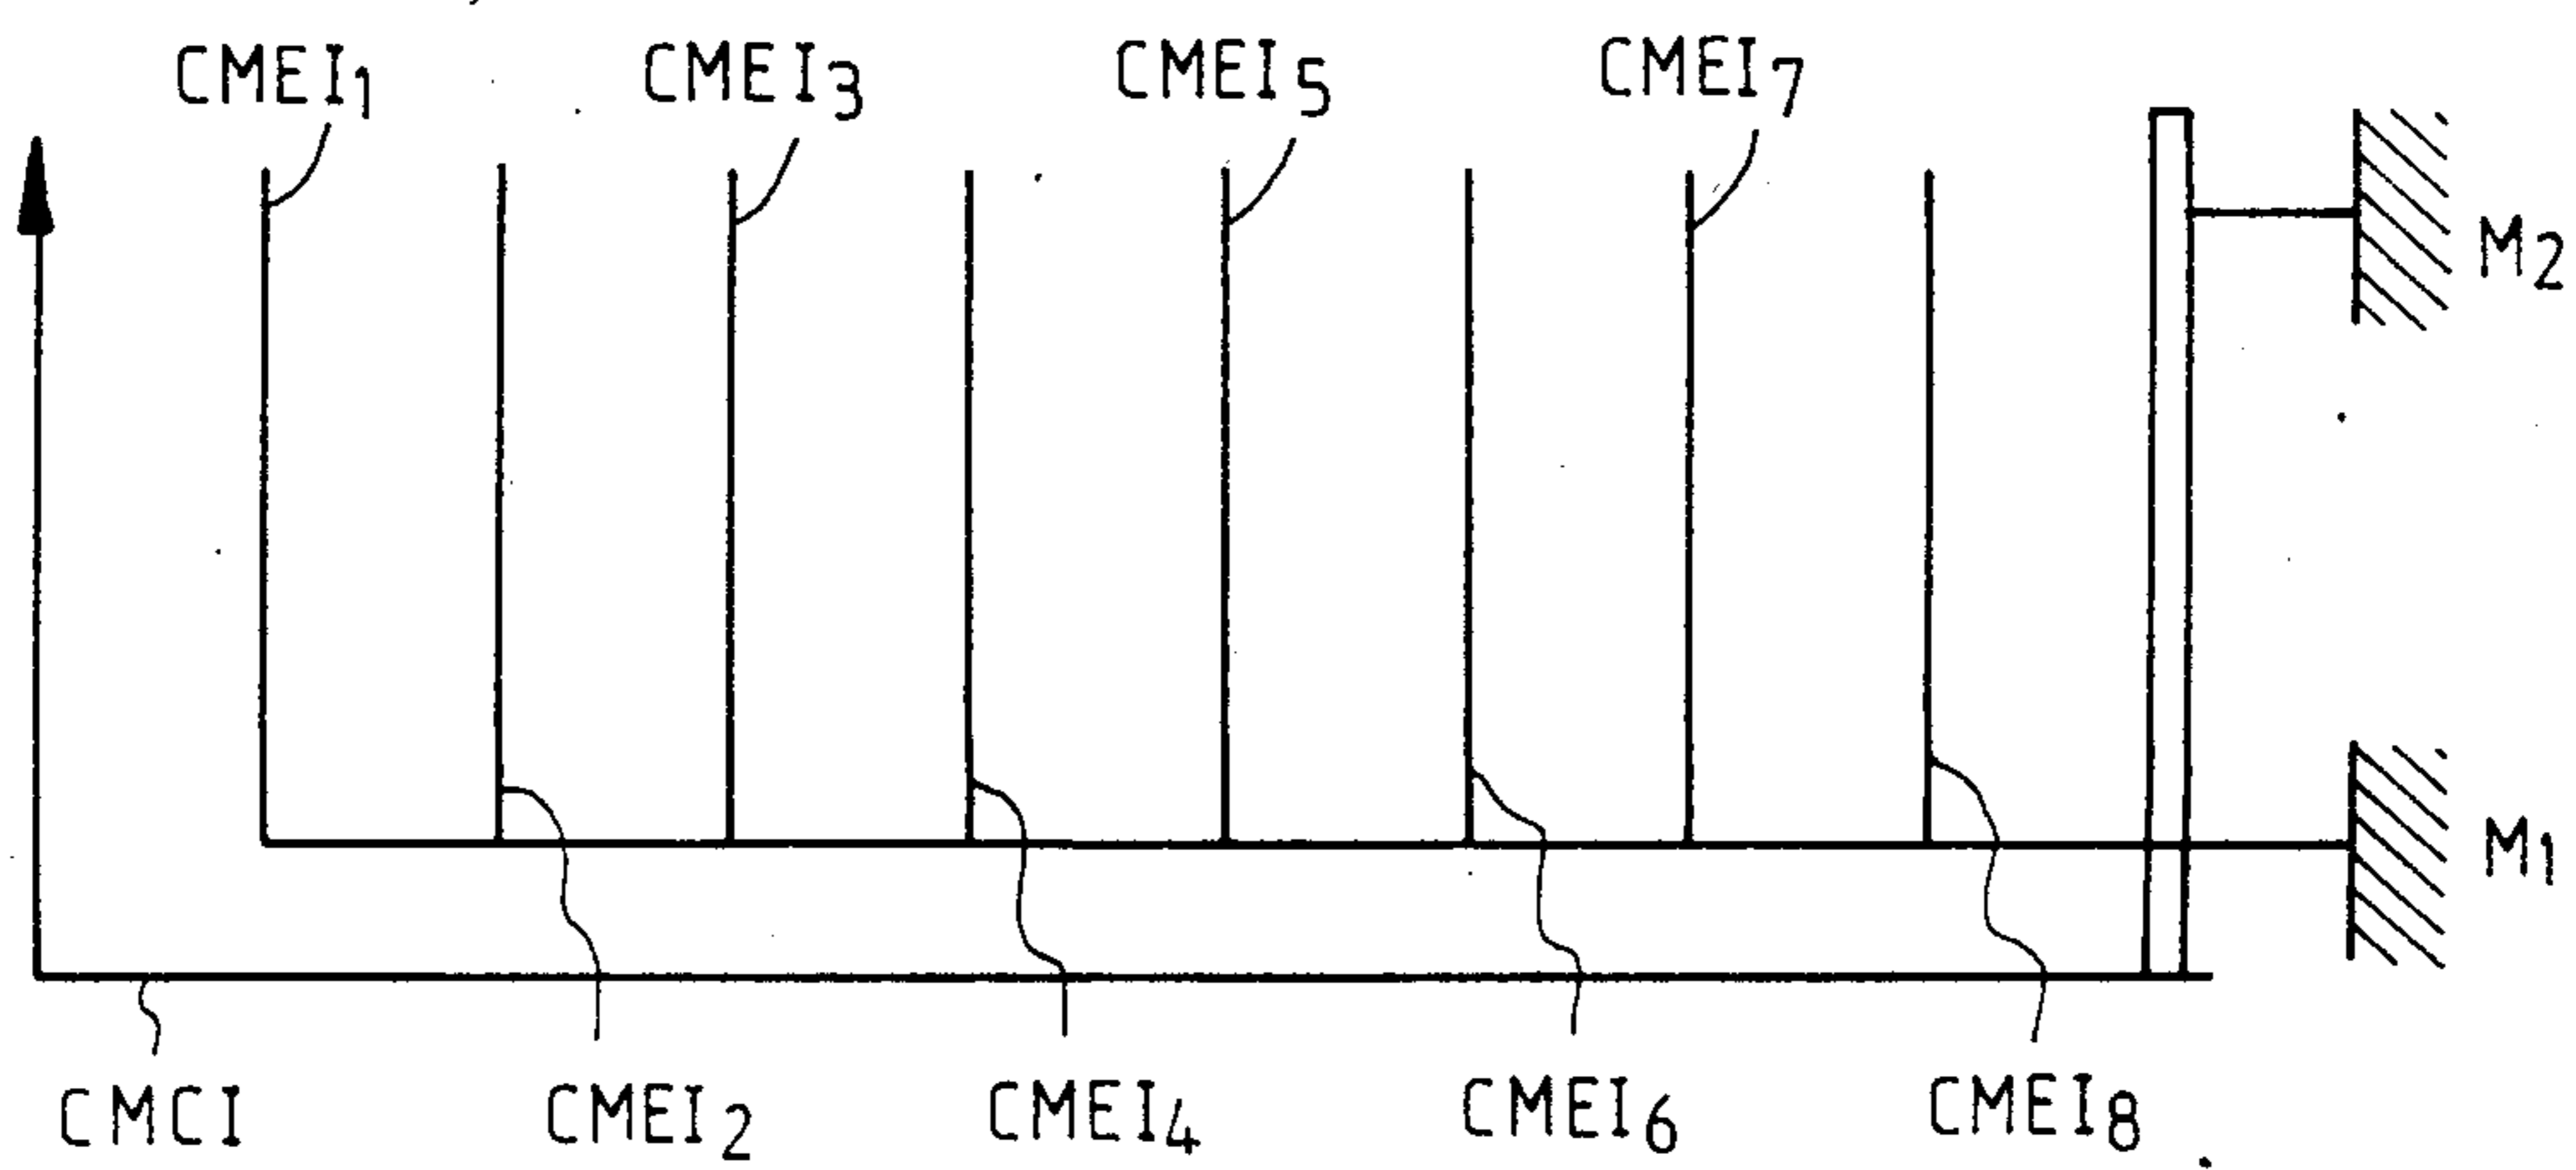 CMEI₁ CMEI₃ CMEI₅ CMEI₇
M₂
M₁
CMCI CMEI₂ CMEI₄ CMEI₆ CMEI₈